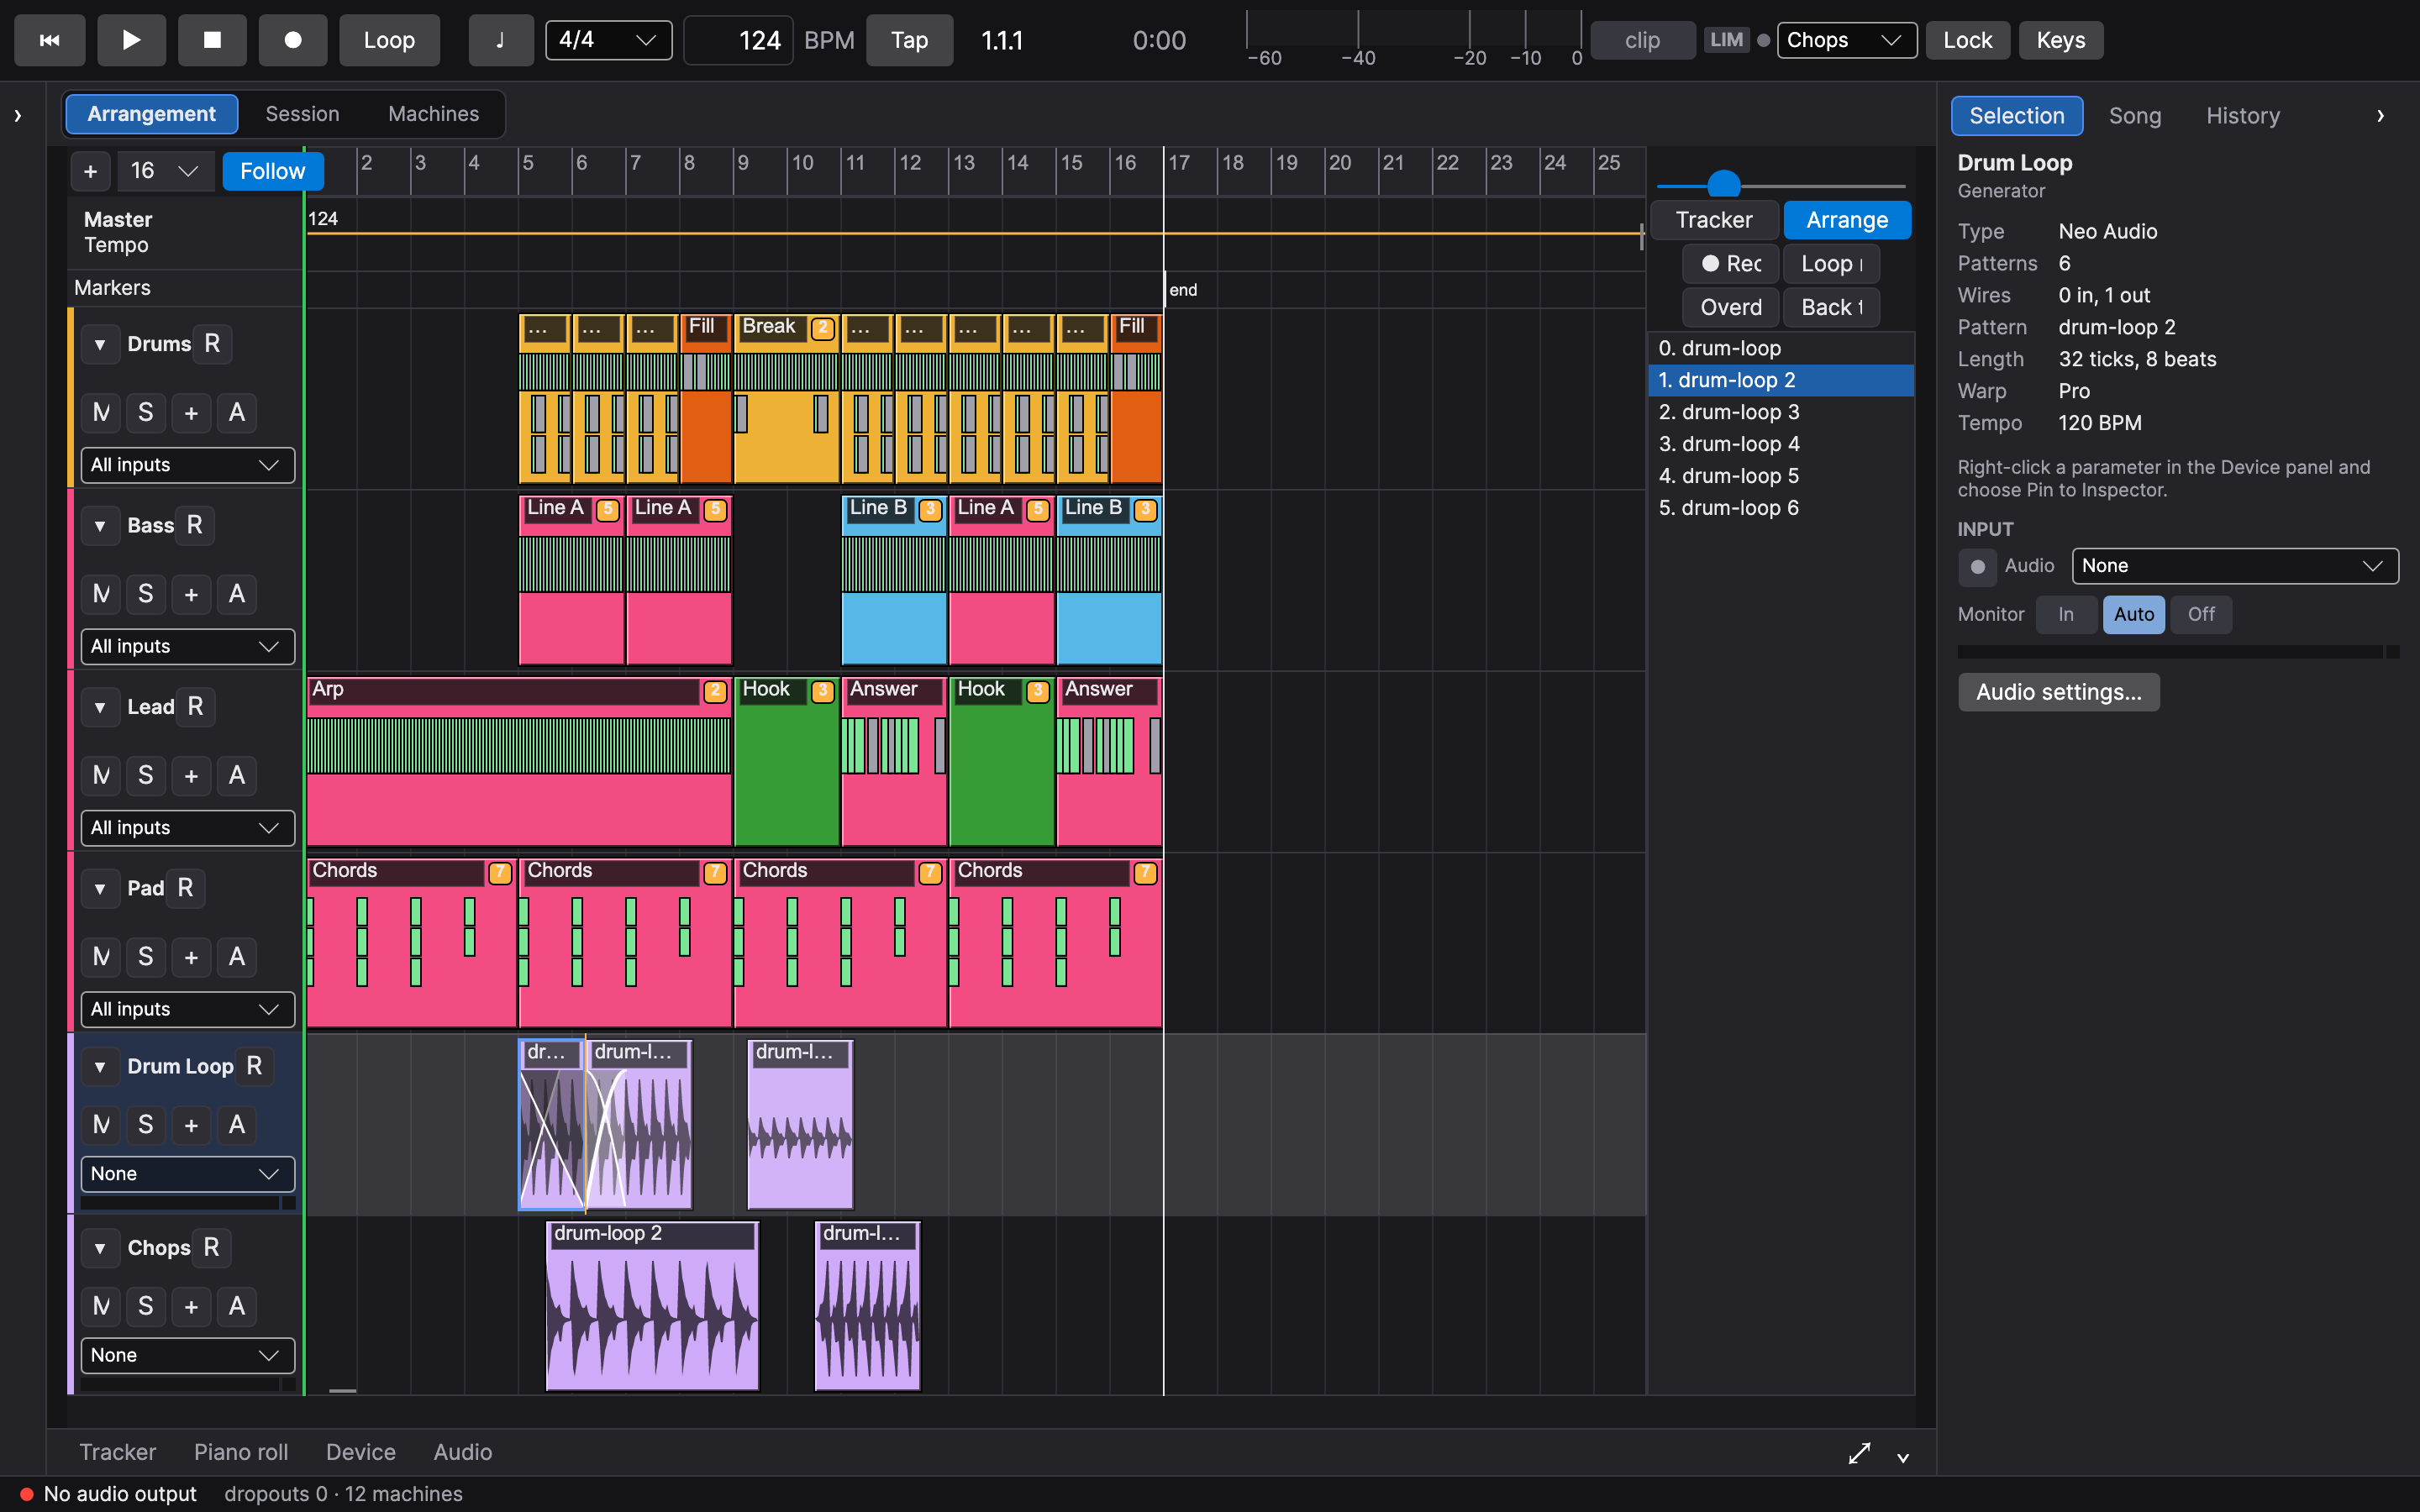 Loop
4/4
124 BPM
Tap
1.1.1
0:00
−60 −40 −20 −10 0
clip
LIM
Chops
Lock
Keys
Arrangement Session Machines
Selection Song History
+ 16 Follow
2 3 4 5 6 7 8 9 10 11 12 13 14 15 16 17 18 19 20 21 22 23 24 25
Master
Tempo
124
Markers
end
Drums R
M S + A
All inputs
... ... ... Fill Break 2 ... ... ... ... ... Fill
Bass R
M S + A
All inputs
Line A 5 Line A 5 Line B 3 Line A 5 Line B 3
Lead R
M S + A
All inputs
Arp 2 Hook 3 Answer Hook 3 Answer
Pad R
M S + A
All inputs
Chords 7 Chords 7 Chords 7 Chords 7
Drum Loop R
M S + A
None
dr... drum-l... drum-l...
Chops R
M S + A
None
drum-loop 2 drum-l...
Tracker Arrange
Rec Loop
Overd Back
0. drum-loop
1. drum-loop 2
2. drum-loop 3
3. drum-loop 4
4. drum-loop 5
5. drum-loop 6
Drum Loop
Generator
Type Neo Audio
Patterns 6
Wires 0 in, 1 out
Pattern drum-loop 2
Length 32 ticks, 8 beats
Warp Pro
Tempo 120 BPM
Right-click a parameter in the Device panel and
choose Pin to Inspector.
INPUT
Audio None
Monitor In Auto Off
Audio settings...
Tracker Piano roll Device Audio
No audio output dropouts 0 · 12 machines